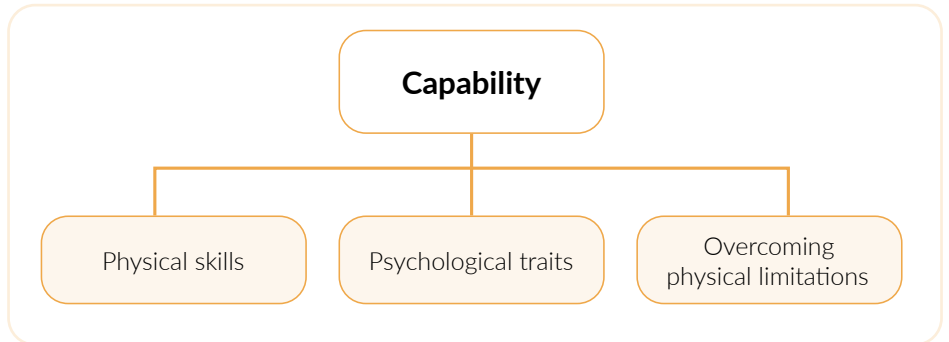 Capability
Physical skills
Psychological traits
Overcoming
physical limitations